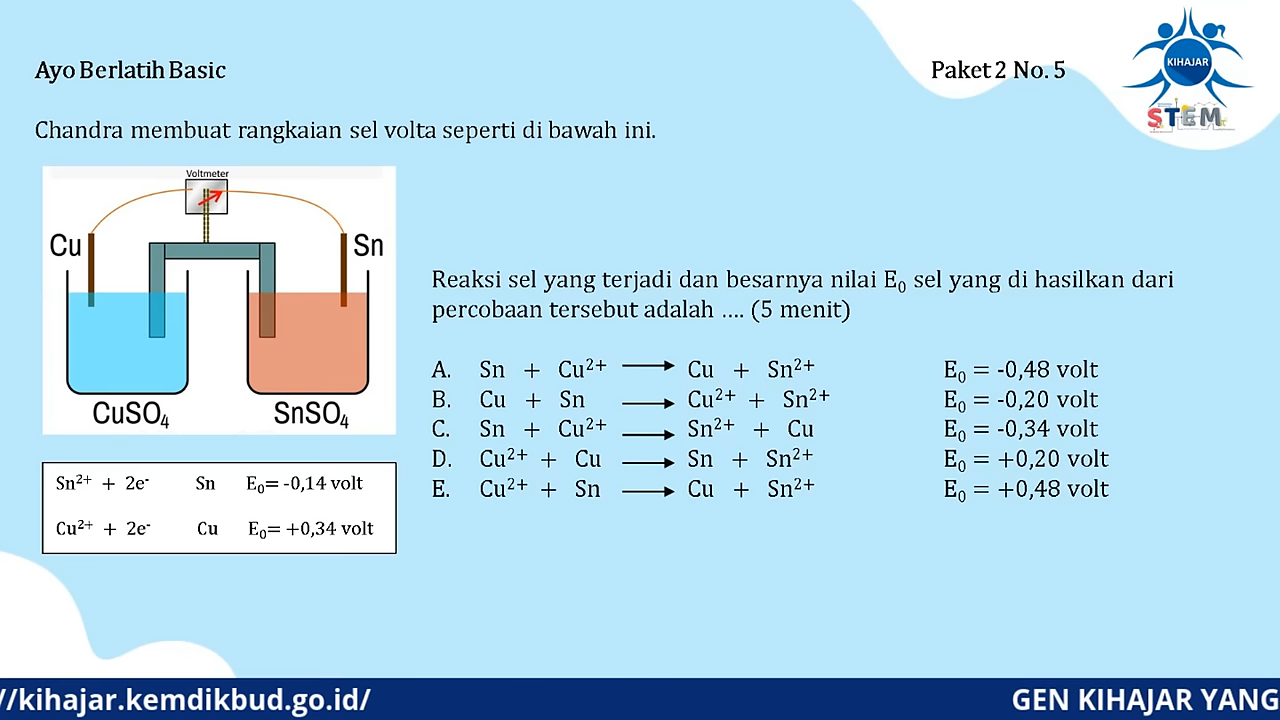 Ayo Berlatih Basic
Paket 2 No. 5
KIHAJAR
STEM
Chandra membuat rangkaian sel volta seperti di bawah ini.
Voltmeter
Cu
Sn
CuSO₄
SnSO₄
Sn²⁺ + 2e⁻ Sn E₀= -0,14 volt
Cu²⁺ + 2e⁻ Cu E₀= +0,34 volt
Reaksi sel yang terjadi dan besarnya nilai E₀ sel yang di hasilkan dari
percobaan tersebut adalah .... (5 menit)
A. Sn + Cu²⁺ ⟶ Cu + Sn²⁺ E₀ = -0,48 volt
B. Cu + Sn ⟶ Cu²⁺ + Sn²⁺ E₀ = -0,20 volt
C. Sn + Cu²⁺ ⟶ Sn²⁺ + Cu E₀ = -0,34 volt
D. Cu²⁺ + Cu ⟶ Sn + Sn²⁺ E₀ = +0,20 volt
E. Cu²⁺ + Sn ⟶ Cu + Sn²⁺ E₀ = +0,48 volt
//kihajar.kemdikbud.go.id/
GEN KIHAJAR YANG